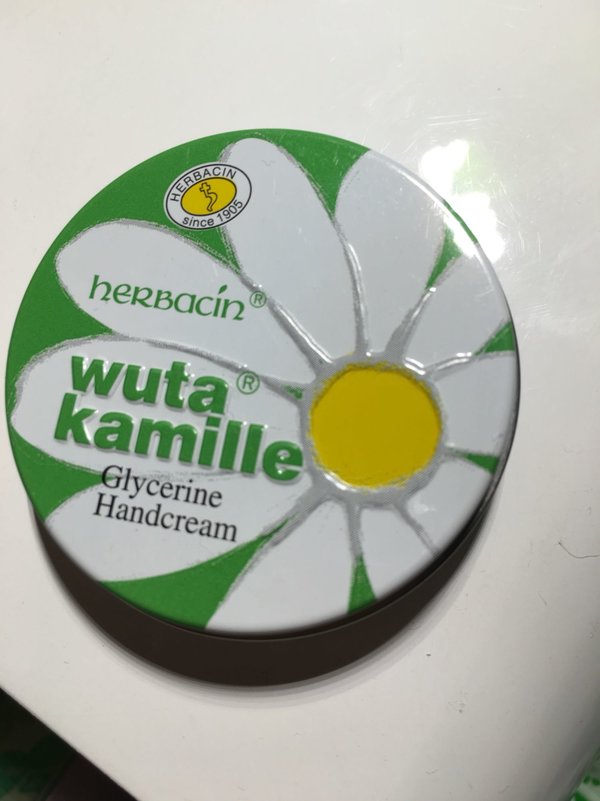 HERBACIN
since 1905
herbacin®
wuta®
kamille
Glycerine
Handcream